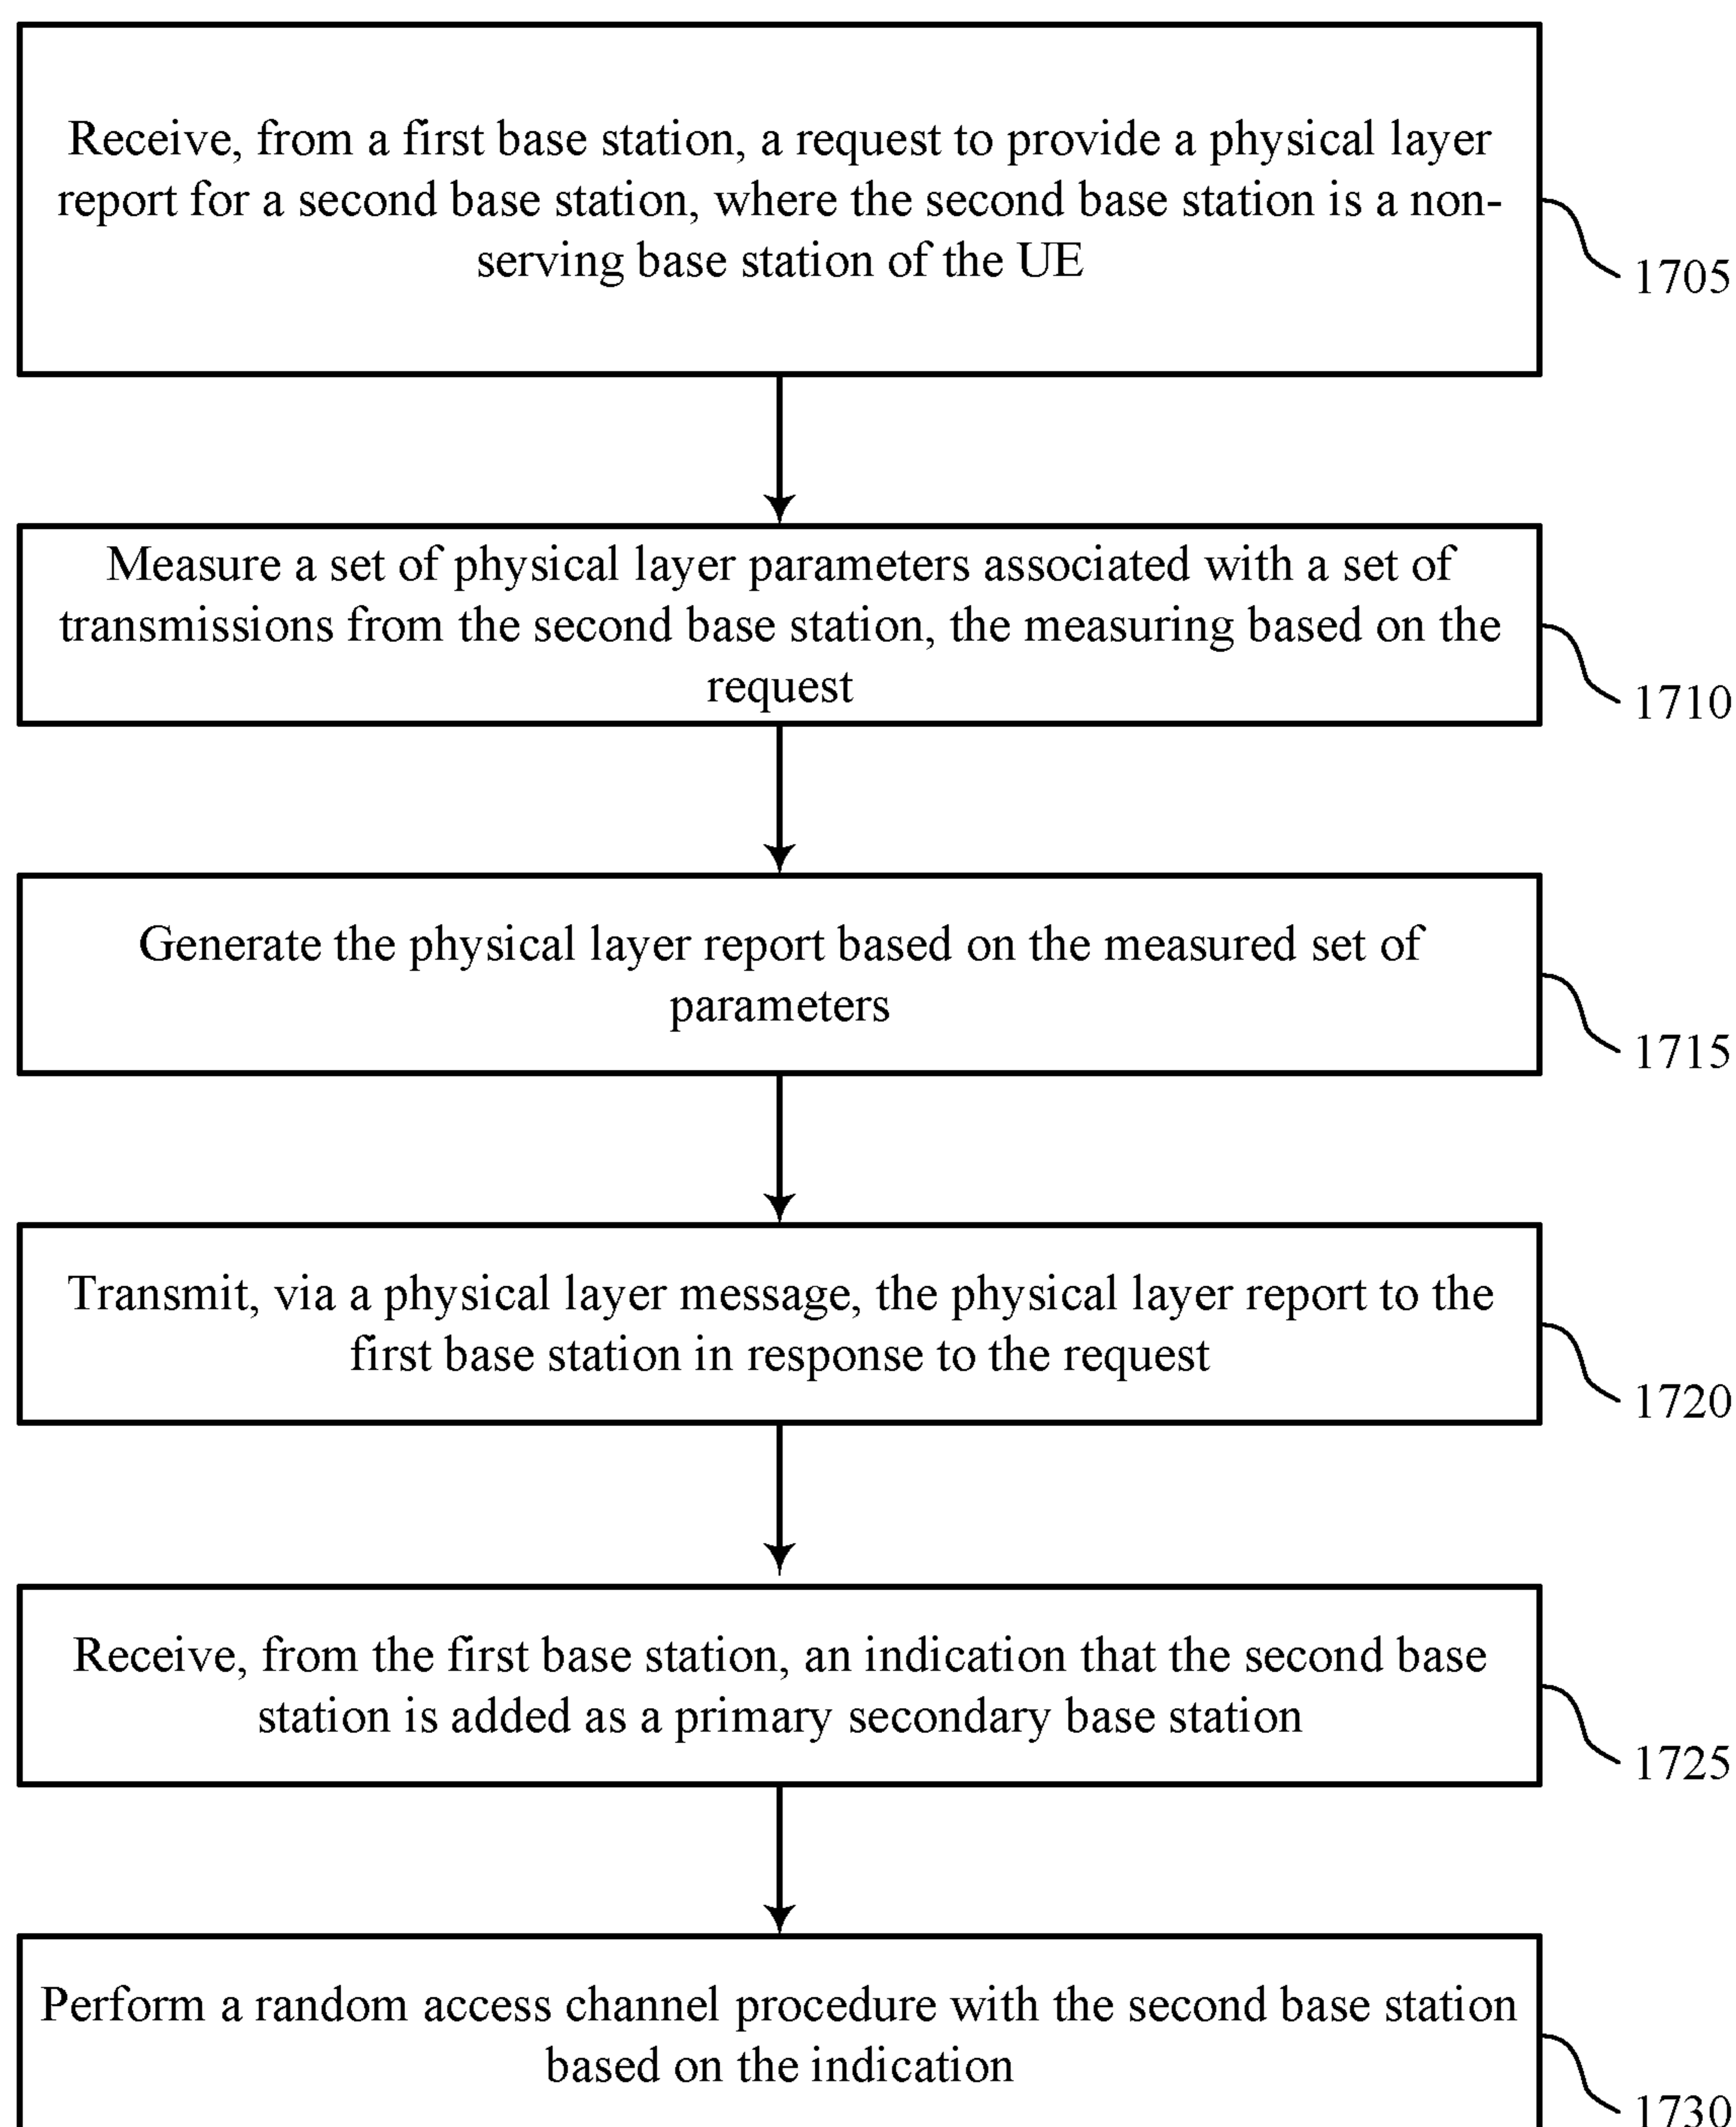 Receive, from a first base station, a request to provide a physical layer
report for a second base station, where the second base station is a non-
serving base station of the UE
1705
Measure a set of physical layer parameters associated with a set of
transmissions from the second base station, the measuring based on the
request
1710
Generate the physical layer report based on the measured set of
parameters
1715
Transmit, via a physical layer message, the physical layer report to the
first base station in response to the request
1720
Receive, from the first base station, an indication that the second base
station is added as a primary secondary base station
1725
Perform a random access channel procedure with the second base station
based on the indication
1730